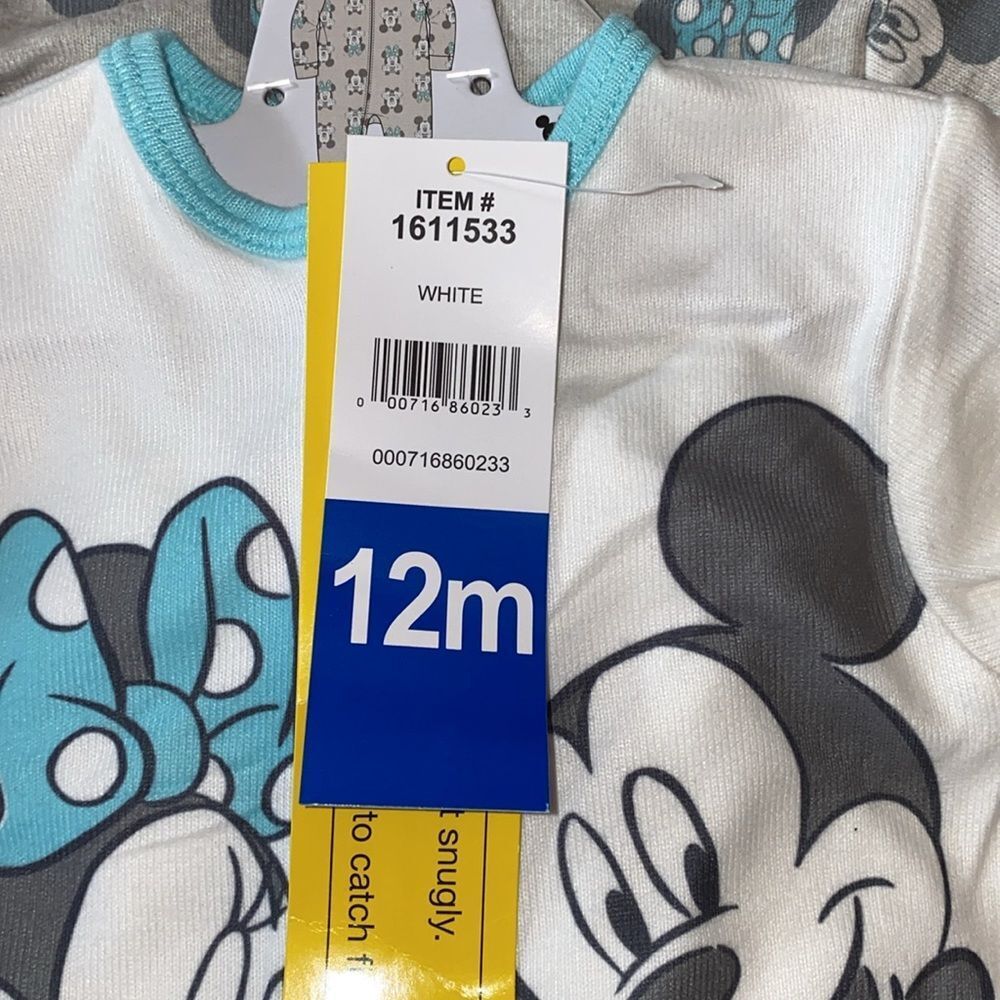 ITEM #
1611533
WHITE
0 00716 86023 3
000716860233
12m
snugly.
to catch